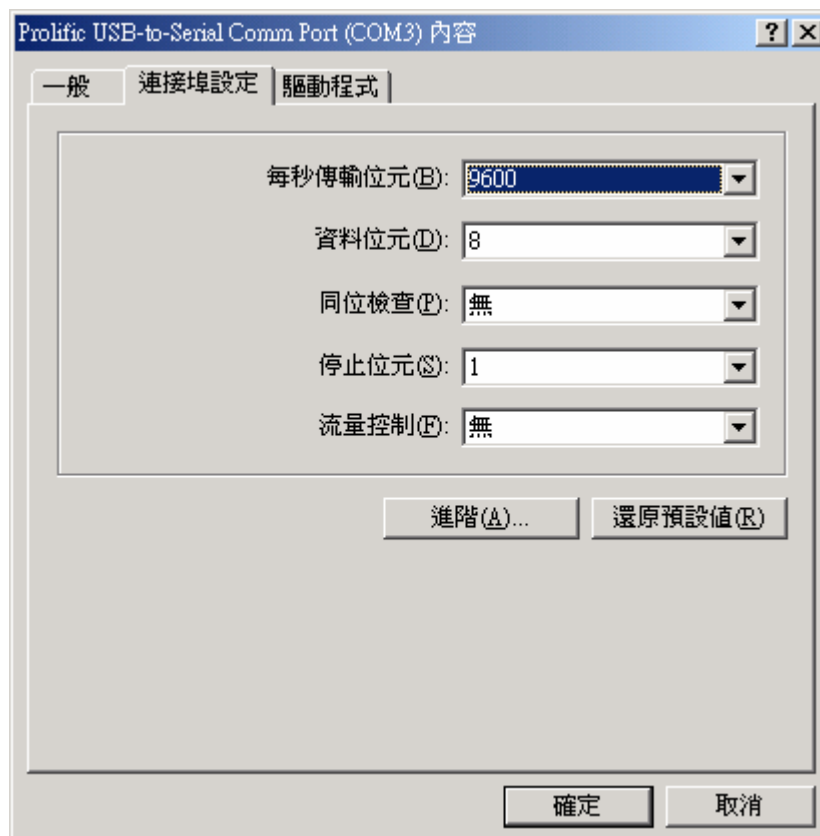 Prolific USB-to-Serial Comm Port (COM3) 內容
一般 連接埠設定 驅動程式
每秒傳輸位元(B): 9600
資料位元(D): 8
同位檢查(P): 無
停止位元(S): 1
流量控制(F): 無
進階(A)... 還原預設值(R)
確定 取消